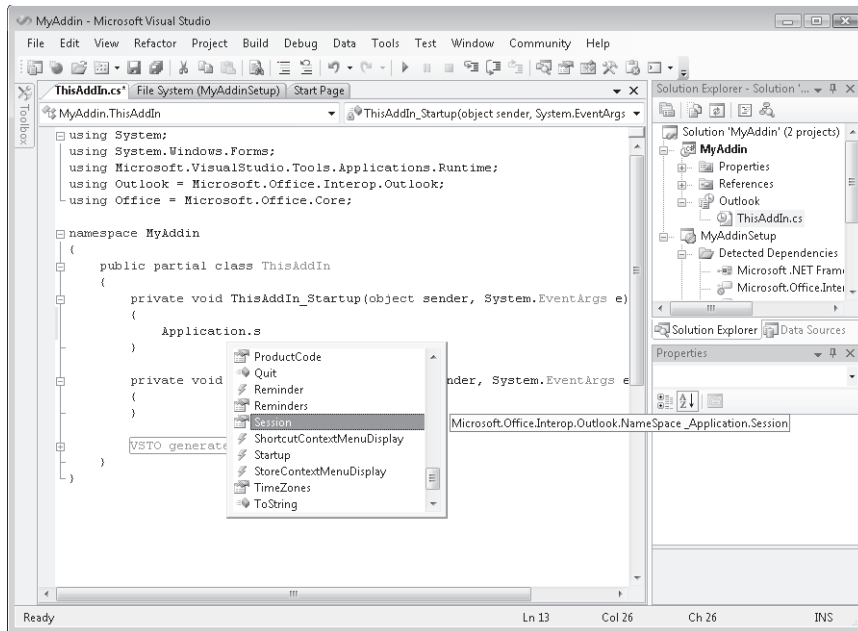 MyAddin - Microsoft Visual Studio
File Edit View Refactor Project Build Debug Data Tools Test Window Community Help
ThisAddIn.cs* File System (MyAddinSetup) Start Page
Toolbox
MyAddin.ThisAddIn ThisAddIn_Startup(object sender, System.EventArgs
using System;
using System.Windows.Forms;
using Microsoft.VisualStudio.Tools.Applications.Runtime;
using Outlook = Microsoft.Office.Interop.Outlook;
using Office = Microsoft.Office.Core;
namespace MyAddin
{
public partial class ThisAddIn
{
private void ThisAddIn_Startup(object sender, System.EventArgs e)
{
Application.s
}
private void nder, System.EventArgs e
{
}
VSTO generate
}
}
ProductCode
Quit
Reminder
Reminders
Session
ShortcutContextMenuDisplay
Startup
StoreContextMenuDisplay
TimeZones
ToString
Microsoft.Office.Interop.Outlook.NameSpace _Application.Session
Solution Explorer - Solution '...
Solution 'MyAddin' (2 projects)
MyAddin
Properties
References
Outlook
ThisAddIn.cs
MyAddinSetup
Detected Dependencies
Microsoft .NET Fram
Microsoft.Office.Inter
Solution Explorer Data Sources
Properties
Ready Ln 13 Col 26 Ch 26 INS